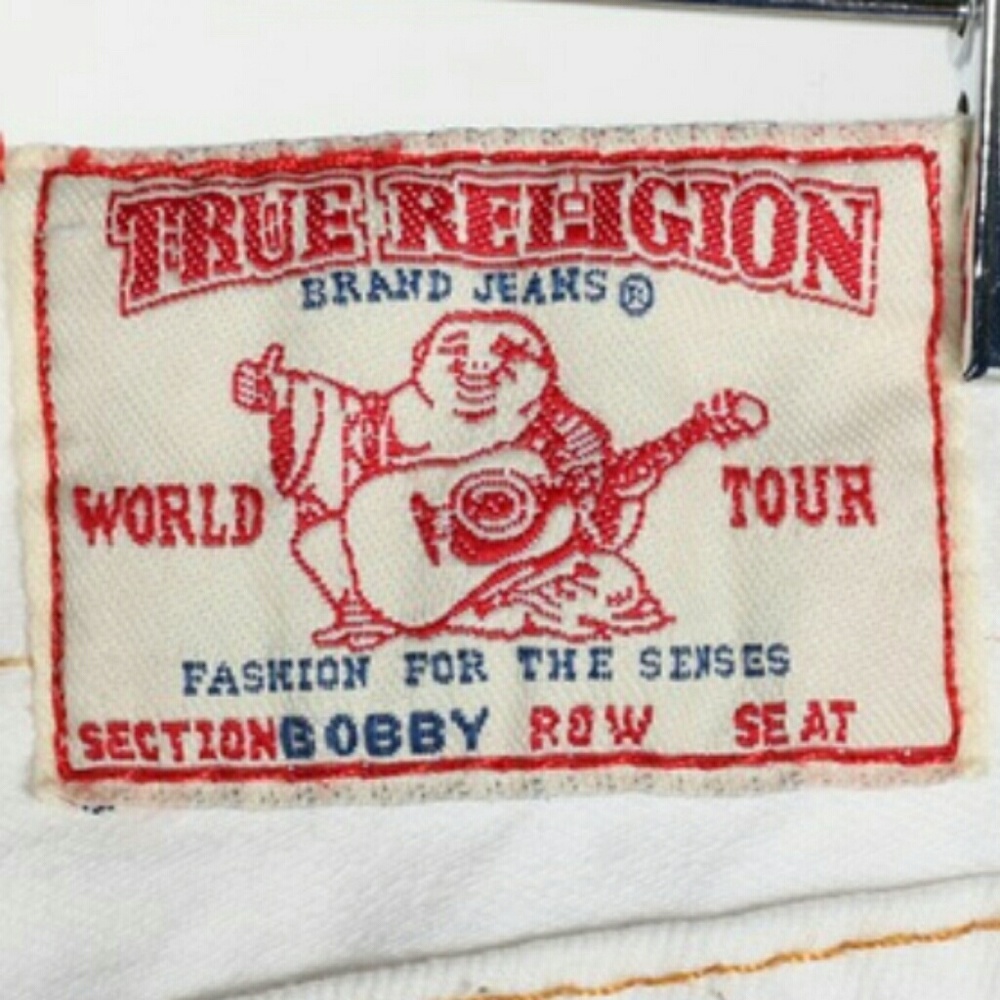 TRUE RELIGION
BRAND JEANS ®
WORLD TOUR
FASHION FOR THE SENSES
SECTION BOBBY ROW SEAT